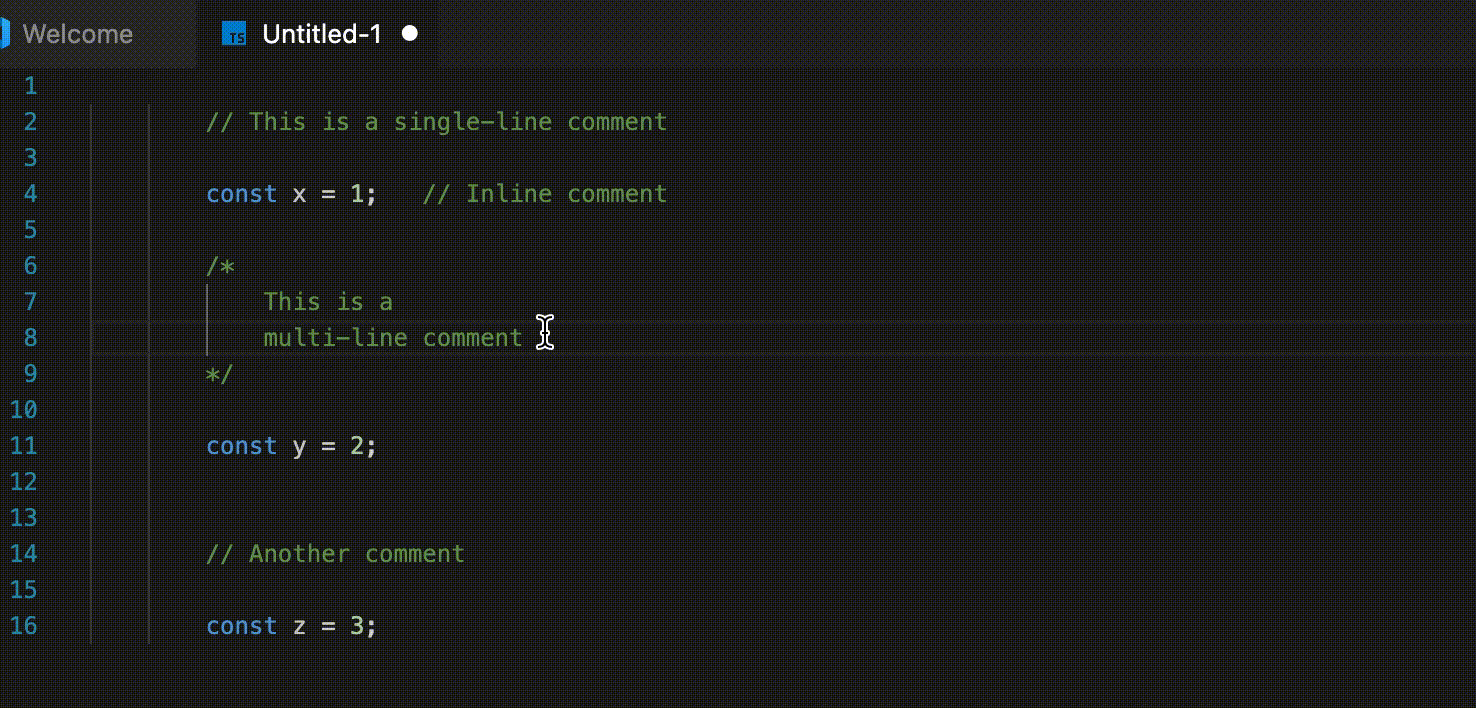 Welcome TS Untitled-1
1
2 // This is a single-line comment
3
4 const x = 1; // Inline comment
5
6 /*
7 This is a
8 multi-line comment
9 */
10
11 const y = 2;
12
13
14 // Another comment
15
16 const z = 3;